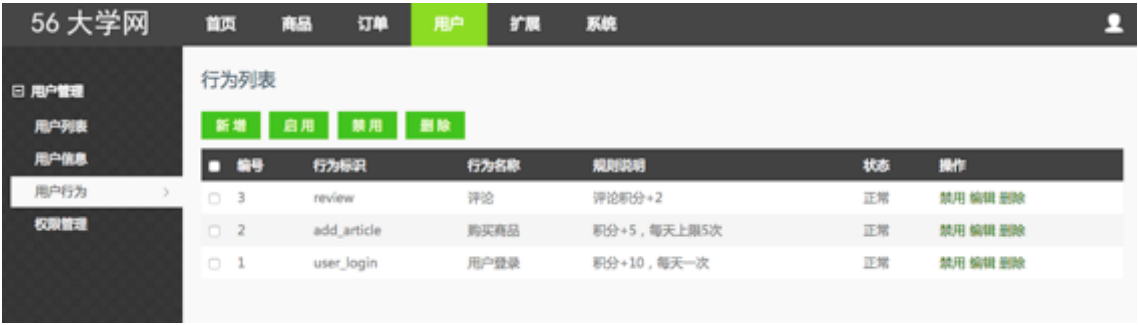 56 大学网 首页 商品 订单 用户 扩展 系统
用户管理
用户列表
用户信息
用户行为
权限管理
行为列表
新增 启用 禁用 删除
编号 行为标识 行为名称 规则说明 状态 操作
3 review 评论 评论积分+2 正常 禁用 编辑 删除
2 add_article 购买商品 积分+5，每天上限5次 正常 禁用 编辑 删除
1 user_login 用户登录 积分+10，每天一次 正常 禁用 编辑 删除